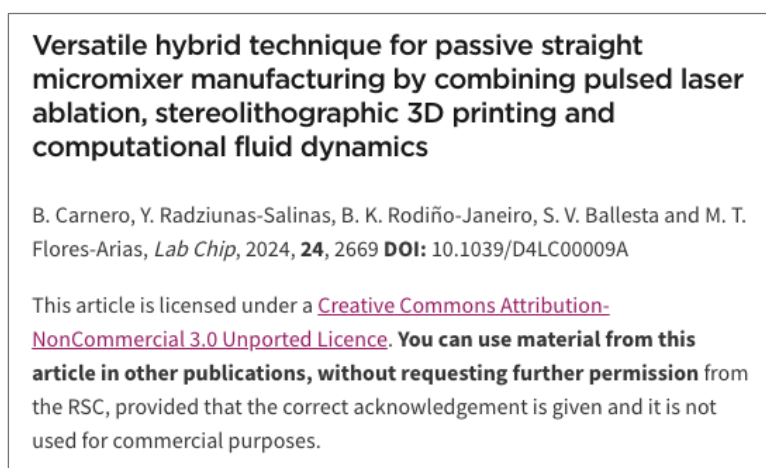 Versatile hybrid technique for passive straight
micromixer manufacturing by combining pulsed laser
ablation, stereolithographic 3D printing and
computational fluid dynamics
B. Carnero, Y. Radziunas-Salinas, B. K. Rodiño-Janeiro, S. V. Ballesta and M. T.
Flores-Arias, Lab Chip, 2024, 24, 2669 DOI: 10.1039/D4LC00009A
This article is licensed under a Creative Commons Attribution-
NonCommercial 3.0 Unported Licence. You can use material from this
article in other publications, without requesting further permission from
the RSC, provided that the correct acknowledgement is given and it is not
used for commercial purposes.